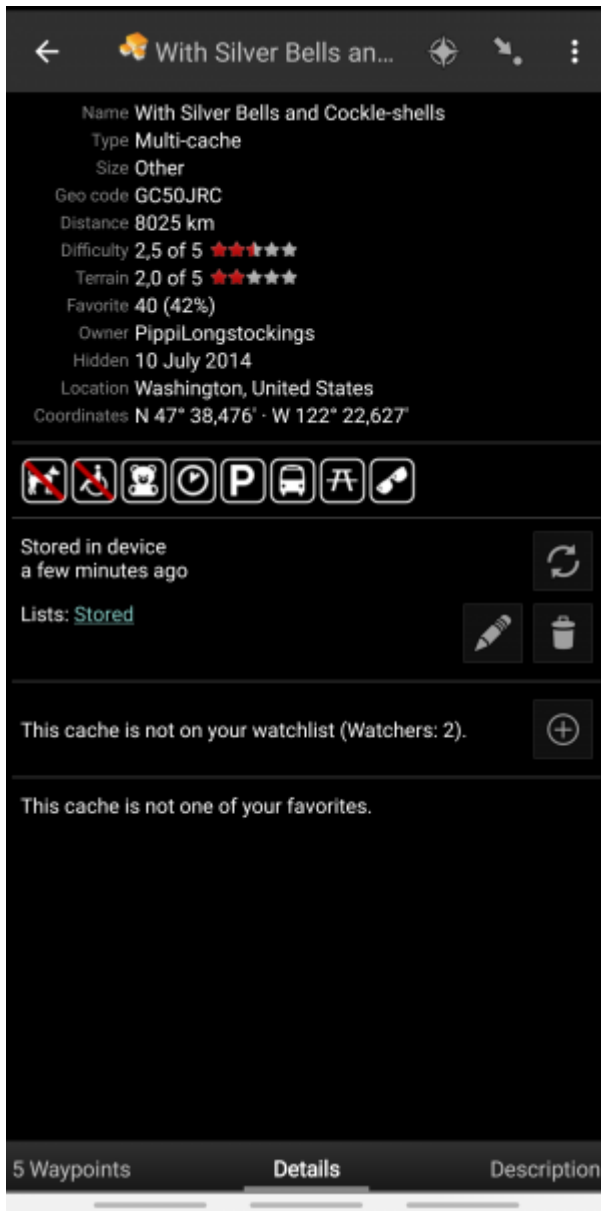 With Silver Bells an...
Name With Silver Bells and Cockle-shells
Type Multi-cache
Size Other
Geo code GC50JRC
Distance 8025 km
Difficulty 2,5 of 5
Terrain 2,0 of 5
Favorite 40 (42%)
Owner PippiLongstockings
Hidden 10 July 2014
Location Washington, United States
Coordinates N 47° 38,476' · W 122° 22,627'
P
Stored in device
a few minutes ago
Lists: Stored
This cache is not on your watchlist (Watchers: 2).
This cache is not one of your favorites.
5 Waypoints Details Description